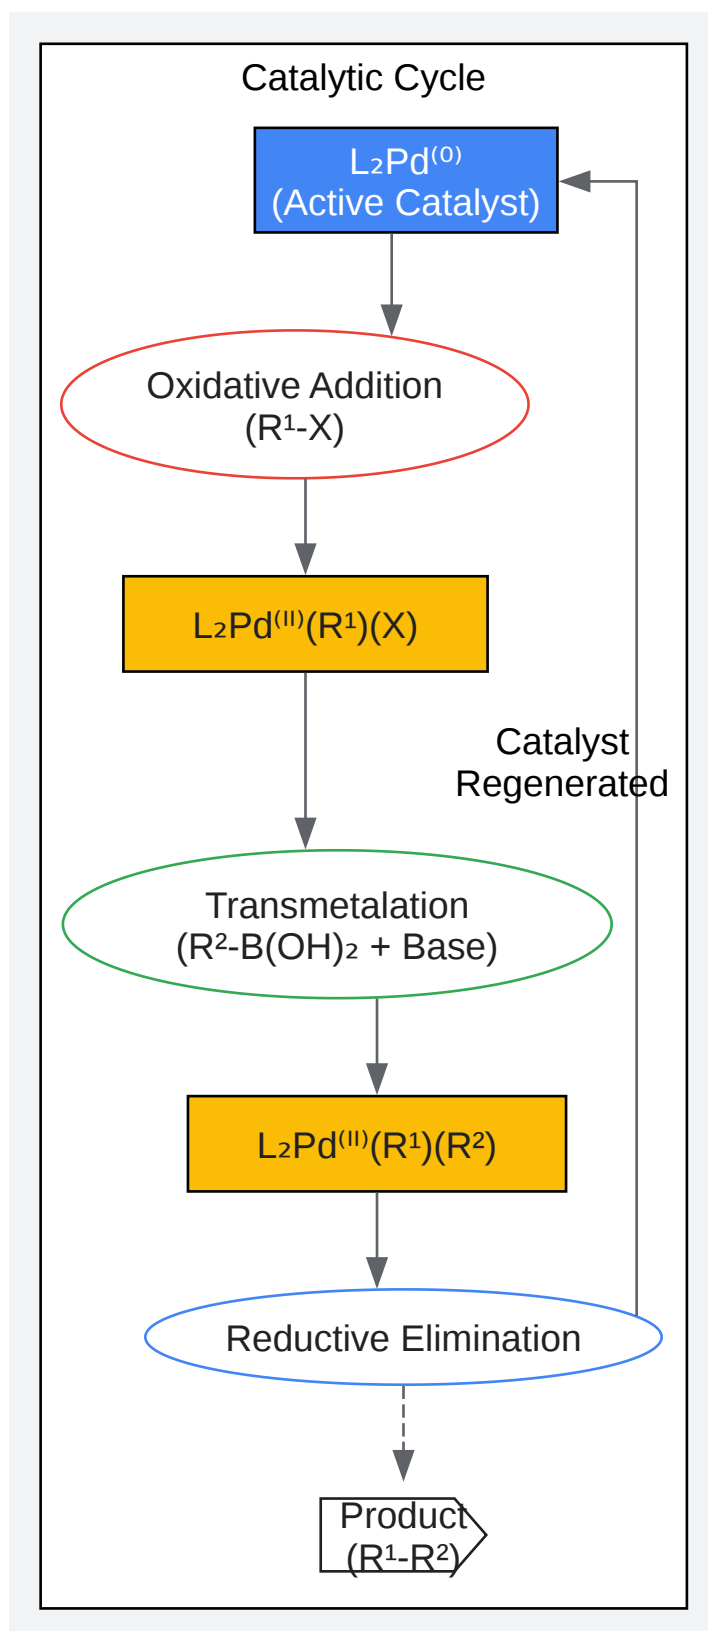 Catalytic Cycle
L₂Pd⁽⁰⁾
(Active Catalyst)
Oxidative Addition
(R¹-X)
L₂Pd⁽ᴵᴵ⁾(R¹)(X)
Catalyst
Regenerated
Transmetalation
(R²-B(OH)₂ + Base)
L₂Pd⁽ᴵᴵ⁾(R¹)(R²)
Reductive Elimination
Product
(R¹-R²)